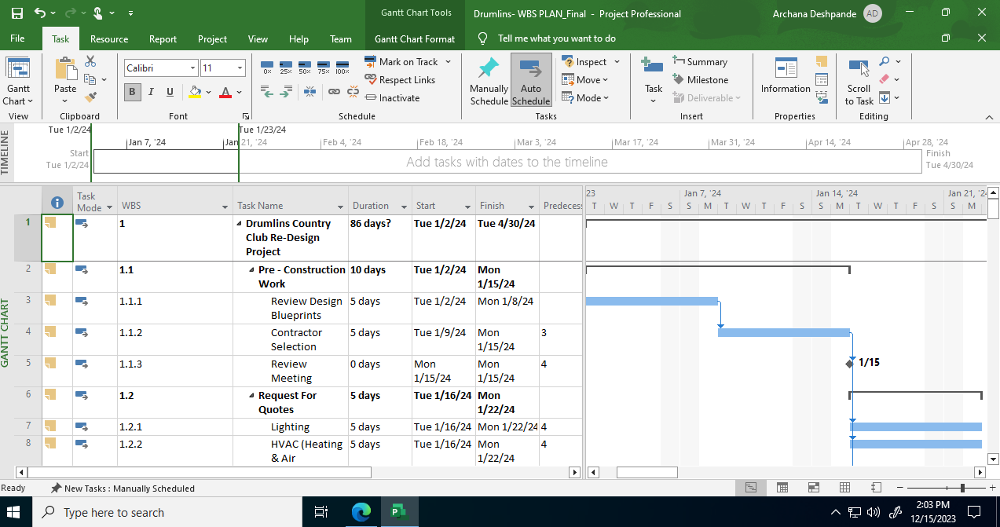 Gantt Chart Tools
Drumlins- WBS PLAN_Final - Project Professional
Archana Deshpande
AD
File
Task
Resource
Report
Project
View
Help
Team
Gantt Chart Format
Tell me what you want to do
Gantt
Chart
View
Paste
Clipboard
Calibri
11
B I U
A
Font
0% 25% 50% 75% 100%
Mark on Track
Respect Links
Inactivate
Schedule
Manually
Schedule
Auto
Schedule
Inspect
Move
Mode
Tasks
Task
Summary
Milestone
Deliverable
Insert
Information
Properties
Scroll
to Task
Editing
TIMELINE
Tue 1/2/24
Tue 1/23/24
Jan 7, '24
Jan 21, '24
Feb 4, '24
Feb 18, '24
Mar 3, '24
Mar 17, '24
Mar 31, '24
Apr 14, '24
Apr 28, '24
Start
Tue 1/2/24
Add tasks with dates to the timeline
Finish
Tue 4/30/24
GANTT CHART
Task
Mode
WBS
Task Name
Duration
Start
Finish
Predecess
23
Jan 7, '24
Jan 14, '24
Jan 21, '2
T W T F S S M T W T F S S M T W T F S S M
1
1
Drumlins Country
Club Re-Design
Project
86 days?
Tue 1/2/24
Tue 4/30/24
2
1.1
Pre - Construction
Work
10 days
Tue 1/2/24
Mon
1/15/24
3
1.1.1
Review Design
Blueprints
5 days
Tue 1/2/24
Mon 1/8/24
4
1.1.2
Contractor
Selection
5 days
Tue 1/9/24
Mon
1/15/24
3
5
1.1.3
Review
Meeting
0 days
Mon
1/15/24
Mon
1/15/24
4
1/15
6
1.2
Request For
Quotes
5 days
Tue 1/16/24
Mon
1/22/24
7
1.2.1
Lighting
5 days
Tue 1/16/24
Mon 1/22/24
4
8
1.2.2
HVAC (Heating
& Air
5 days
Tue 1/16/24
Mon
1/22/24
4
Ready
New Tasks : Manually Scheduled
Type here to search
2:03 PM
12/15/2023